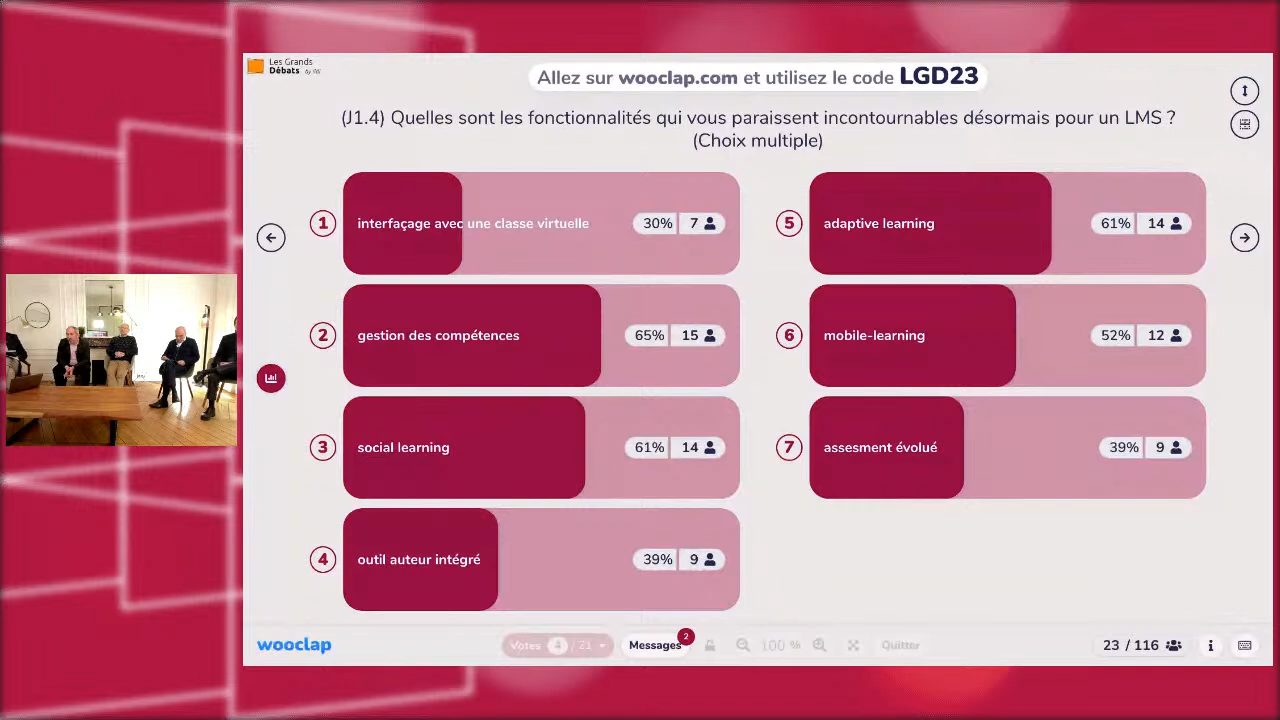 Les Grands
Débats by fffd
Allez sur wooclap.com et utilisez le code LGD23
(J1.4) Quelles sont les fonctionnalités qui vous paraissent incontournables désormais pour un LMS ?
(Choix multiple)
1 interfaçage avec une classe virtuelle 30% 7
2 gestion des compétences 65% 15
3 social learning 61% 14
4 outil auteur intégré 39% 9
5 adaptive learning 61% 14
6 mobile-learning 52% 12
7 assesment évolué 39% 9
wooclap
Votes 4 / 21
Messages 2
100 %
Quitter
23 / 116
i